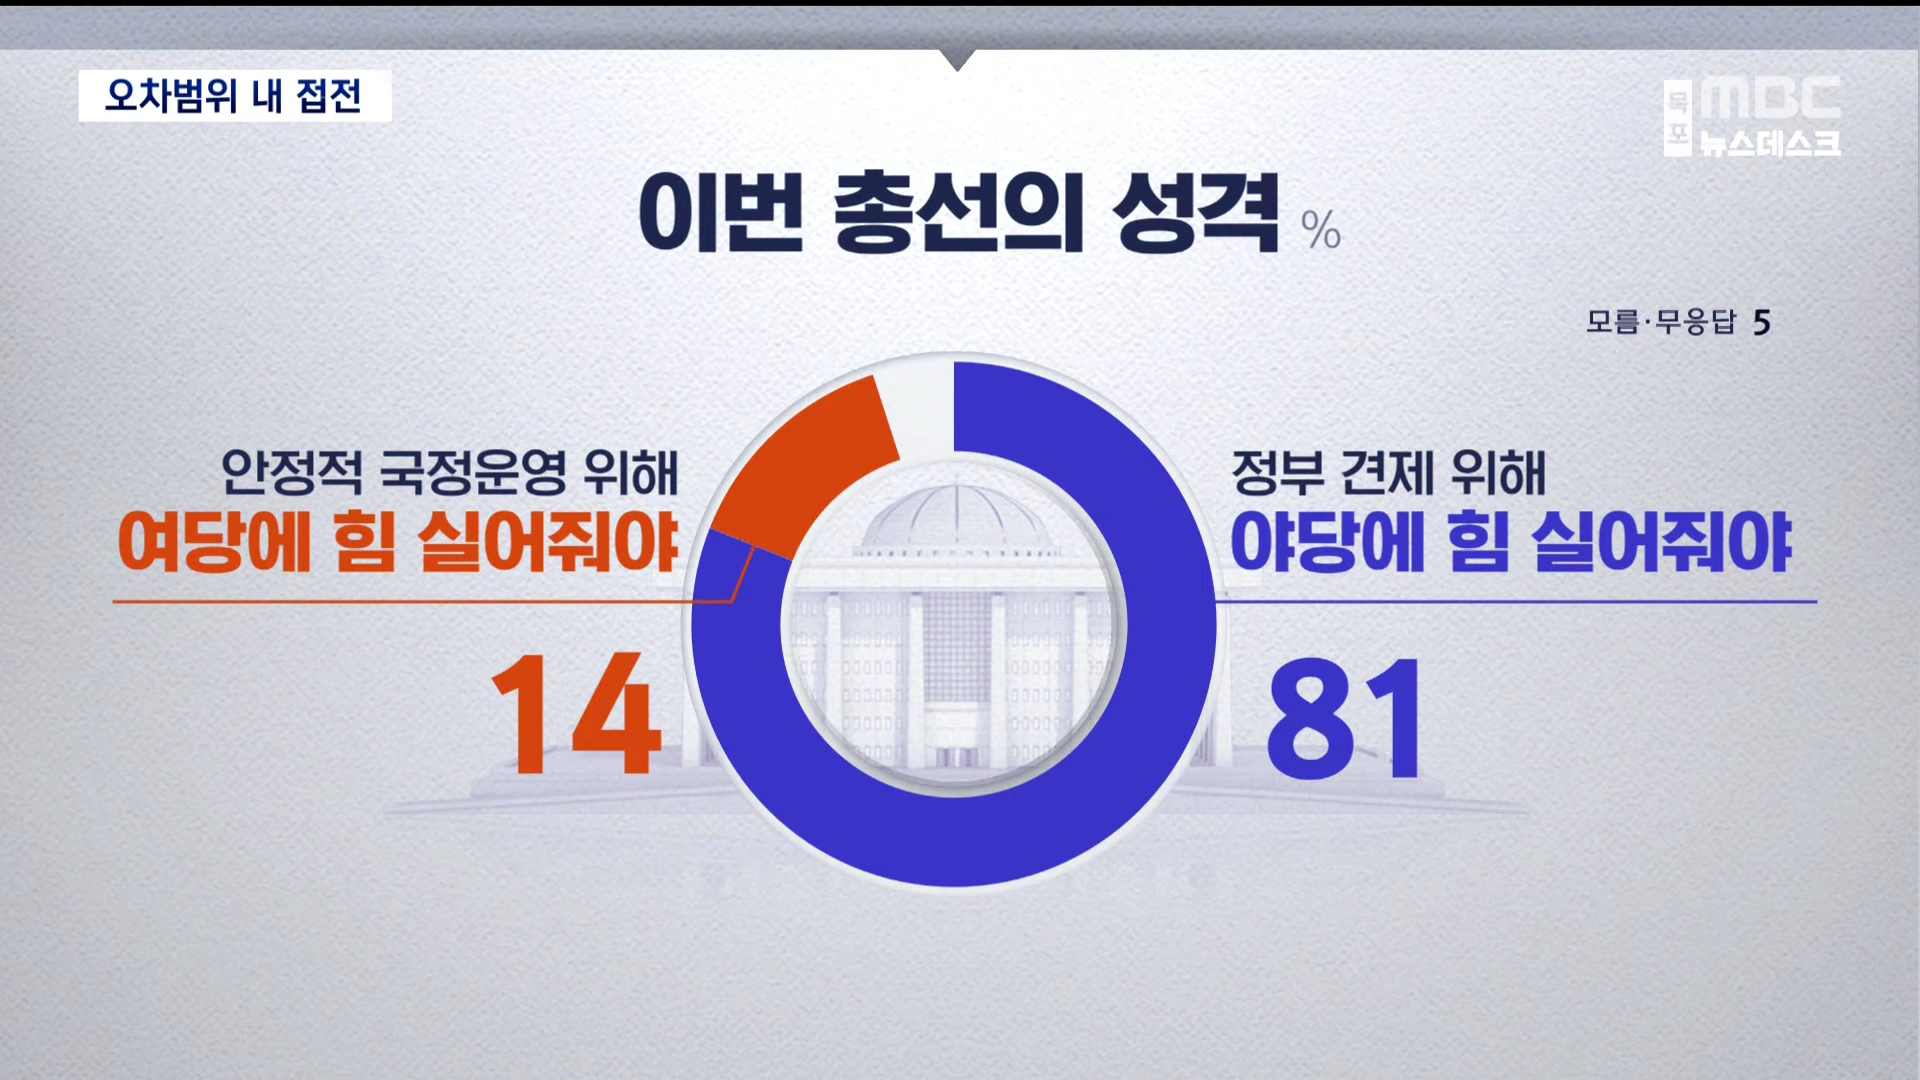 오차범위 내 접전
목포 MBC
뉴스데스크
이번 총선의 성격 %
모름·무응답 5
안정적 국정운영 위해
여당에 힘 실어줘야
14
정부 견제 위해
야당에 힘 실어줘야
81